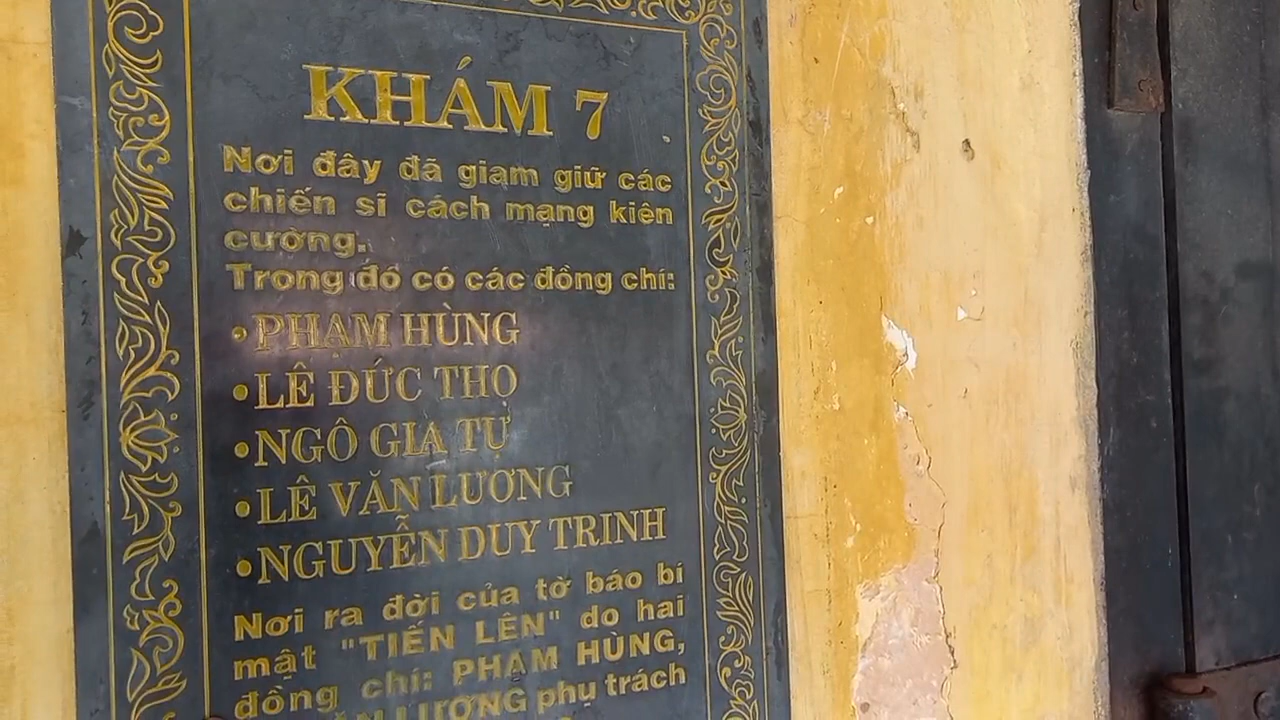 KHÁM 7
Nơi đây đã giam giữ các
chiến sĩ cách mạng kiên
cường.
Trong đó có các đồng chí:
•PHẠM HÙNG
•LÊ ĐỨC THỌ
•NGÔ GIA TỰ
•LÊ VĂN LƯƠNG
•NGUYỄN DUY TRINH
Nơi ra đời của tờ báo bí
mật "TIẾN LÊN" do hai
đồng chí: PHẠM HÙNG,
LƯƠNG phụ trách